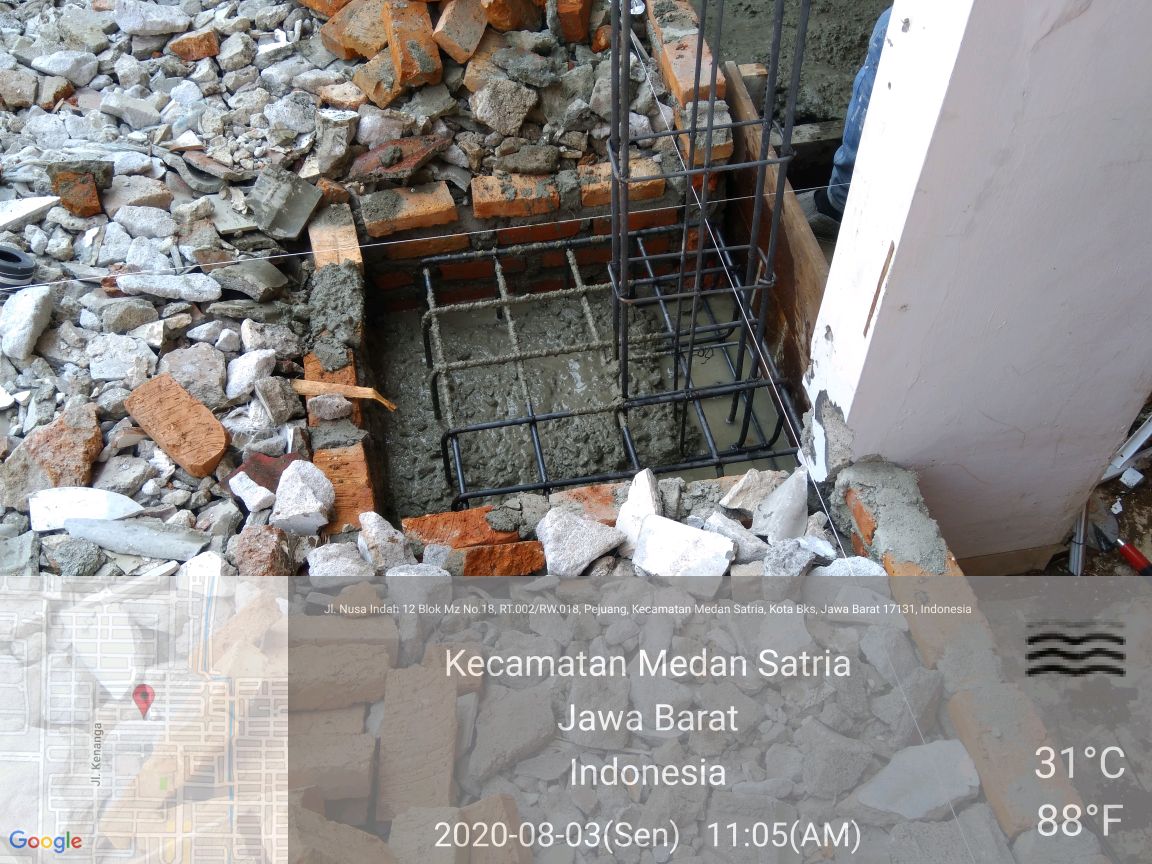 Jl. Nusa Indah 12 Blok Mz No.18, RT.002/RW.018, Pejuang, Kecamatan Medan Satria, Kota Bks, Jawa Barat 17131, Indonesia
Kecamatan Medan Satria
Jawa Barat
Indonesia
2020-08-03(Sen) 11:05(AM)
31°C
88°F
Jl. Kenanga
Google